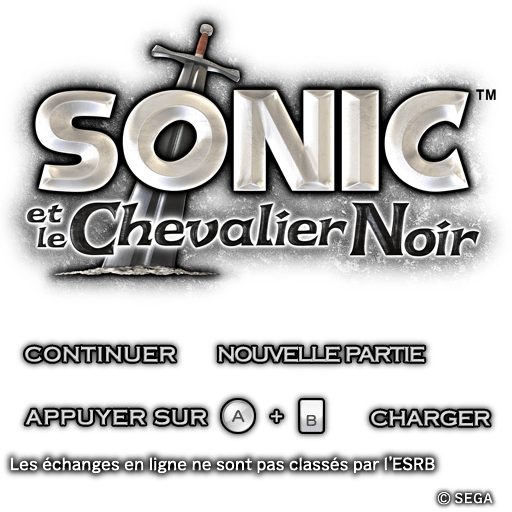 SONIC™
et le Chevalier Noir
CONTINUER NOUVELLE PARTIE
APPUYER SUR A + B CHARGER
Les échanges en ligne ne sont pas classés par l'ESRB
© SEGA